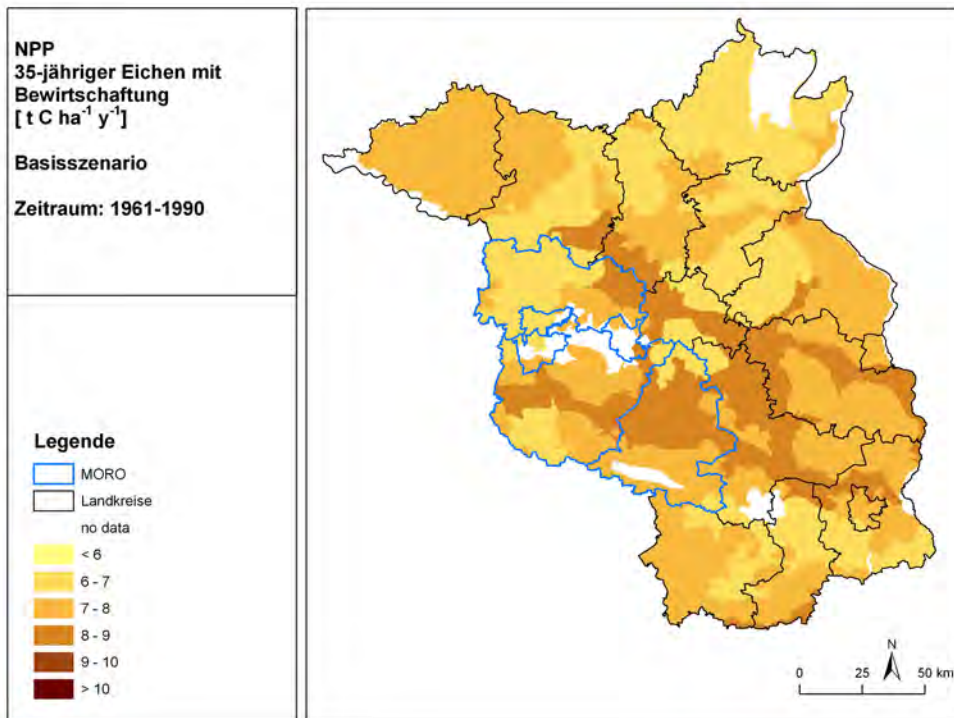 NPP
35-jähriger Eichen mit
Bewirtschaftung
[ t C ha⁻¹ y⁻¹]
Basisszenario
Zeitraum: 1961-1990
Legende
MORO
Landkreise
no data
< 6
6 - 7
7 - 8
8 - 9
9 - 10
> 10
N
0 25 50 km